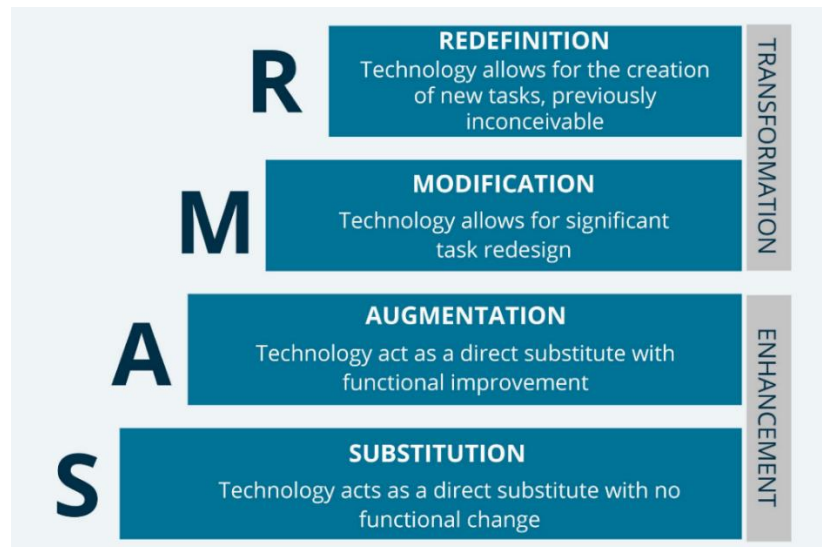 R
REDEFINITION
Technology allows for the creation
of new tasks, previously
inconceivable
M
MODIFICATION
Technology allows for significant
task redesign
TRANSFORMATION
A
AUGMENTATION
Technology act as a direct substitute with
functional improvement
S
SUBSTITUTION
Technology acts as a direct substitute with no
functional change
ENHANCEMENT